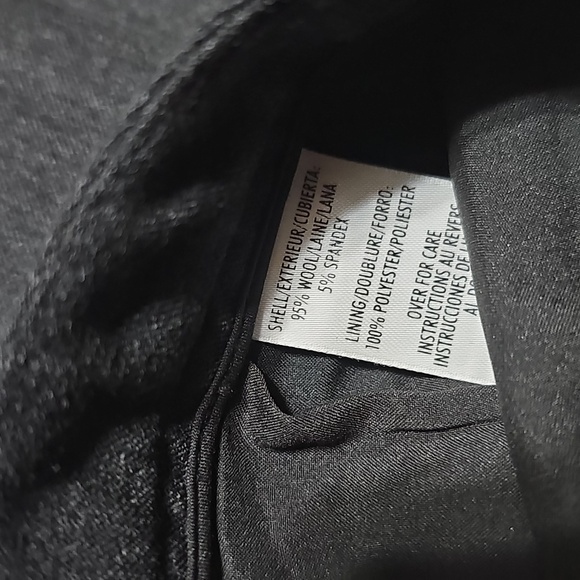 SHELL/EXTERIEUR/CUBIERTA:
95% WOOL/LAINE/LANA
5% SPANDEX
LINING/DOUBLURE/FORRO:
100% POLYESTER/POLIESTER
OVER FOR CARE
INSTRUCTIONS AU REVERS
INSTRUCCIONES DE
AL